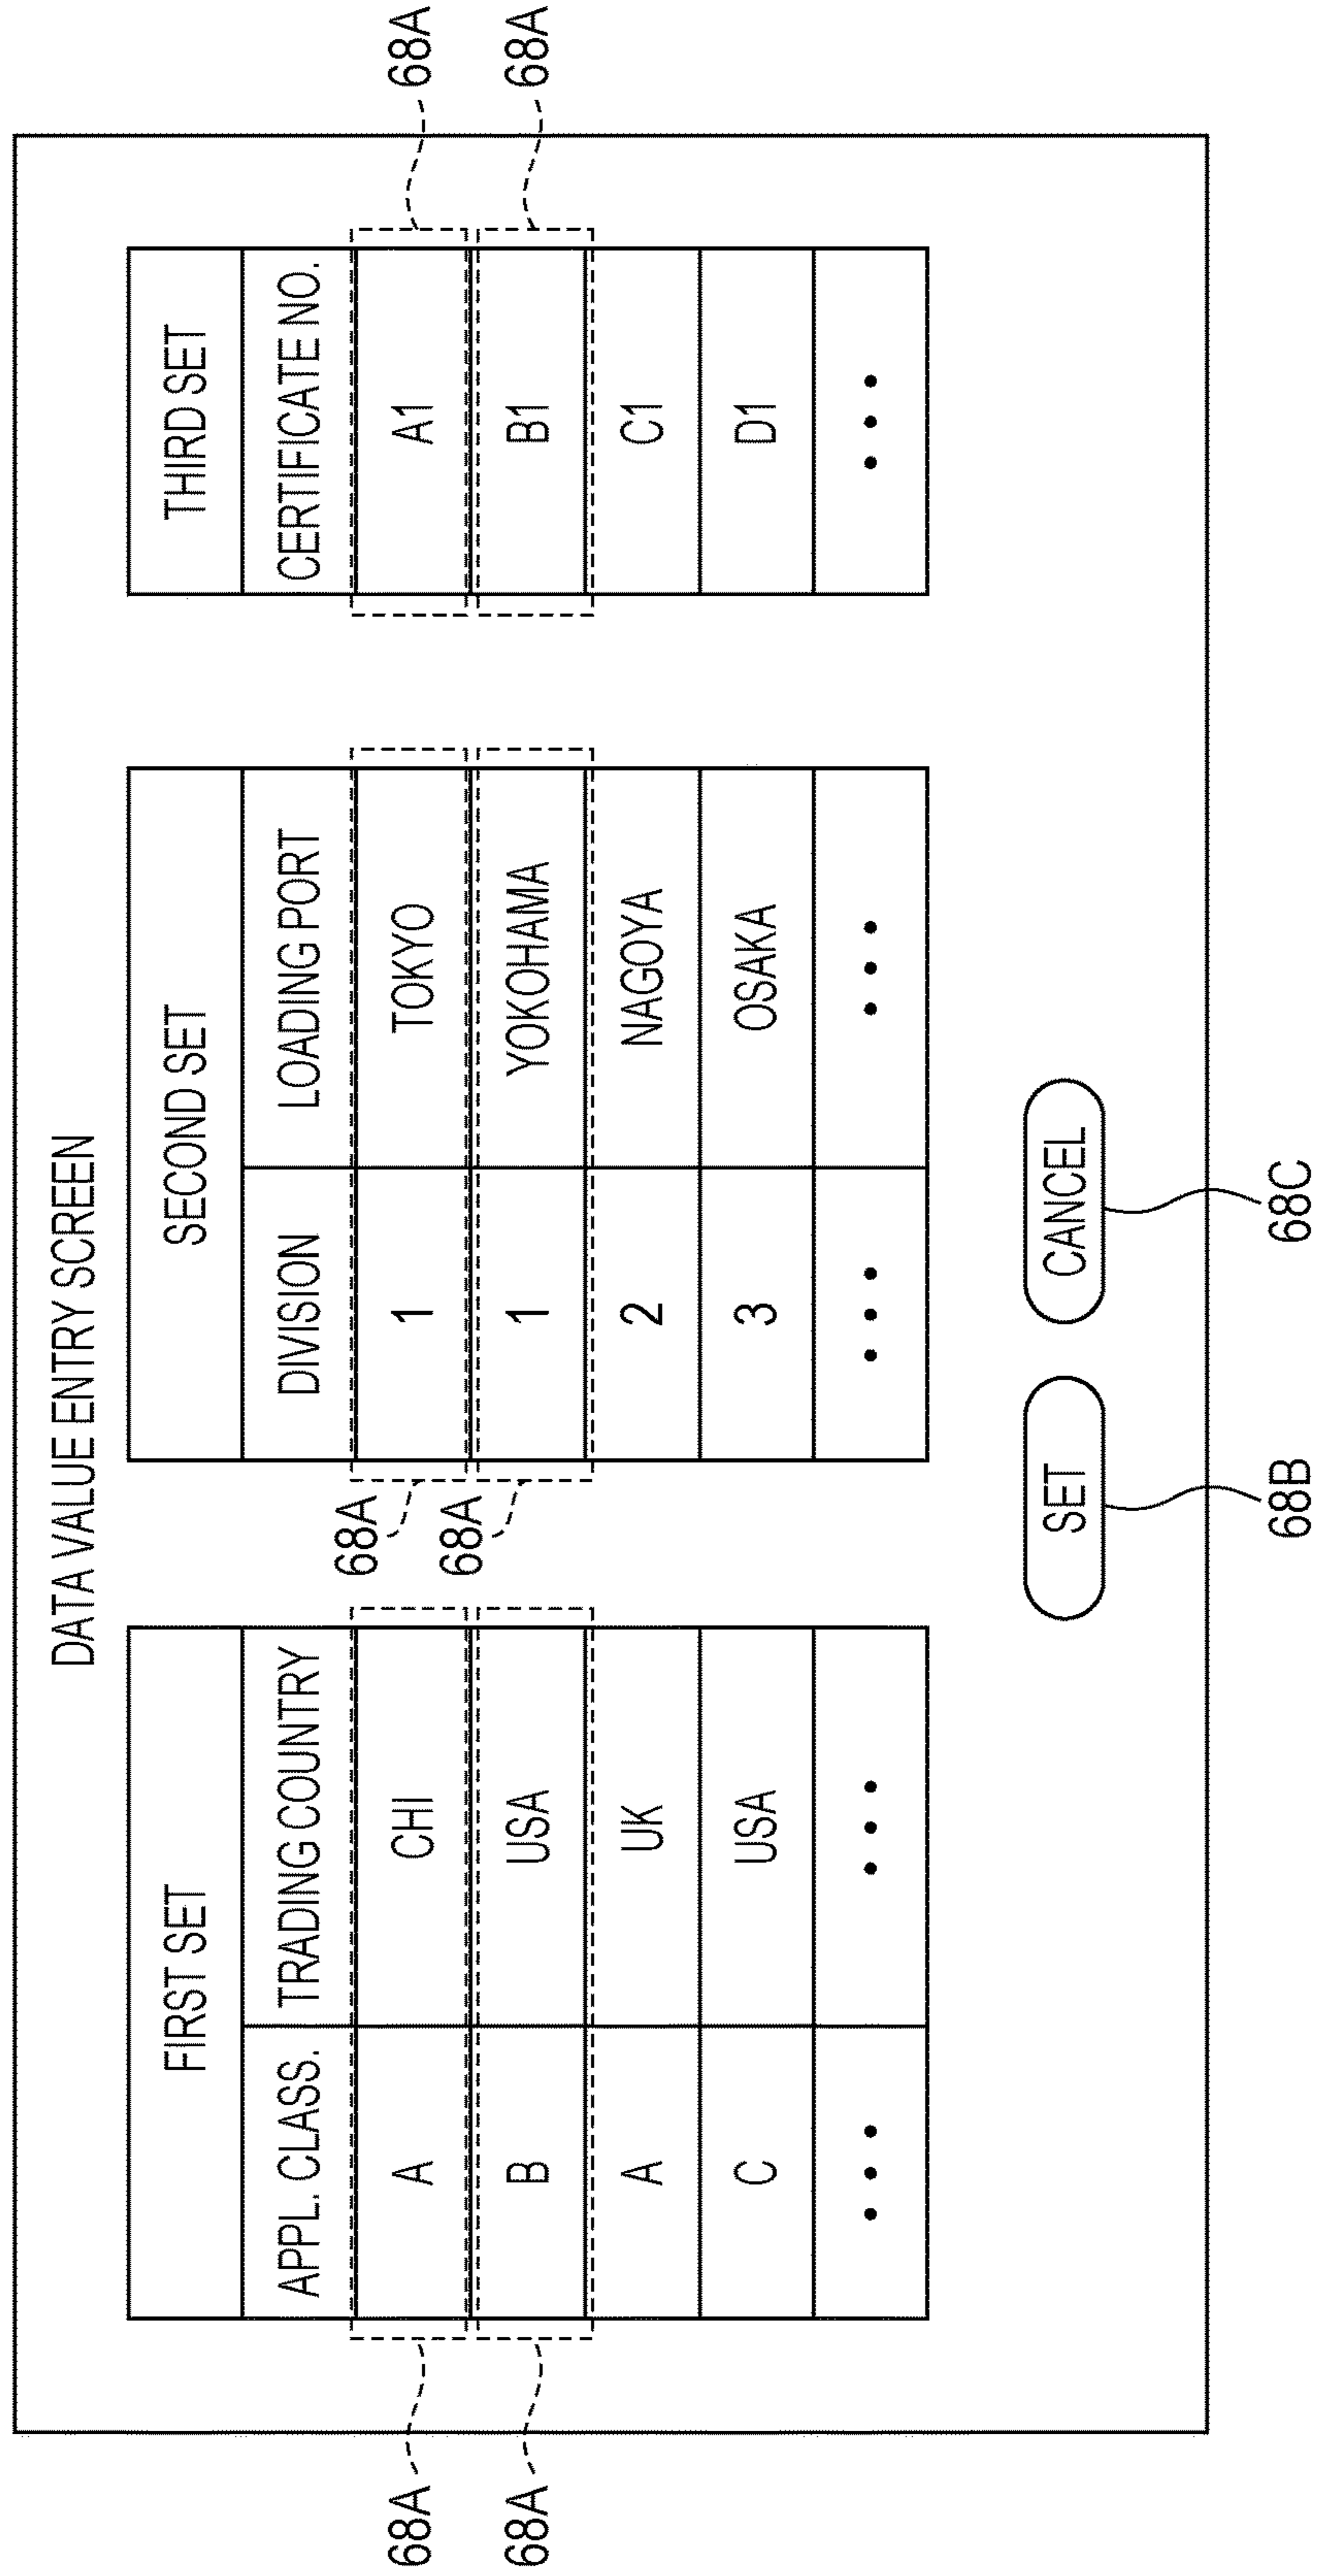 DATA VALUE ENTRY SCREEN
FIRST SET
APPL. CLASS. TRADING COUNTRY
68A A CHI
68A B USA
A UK
C USA
• • • • • •
SECOND SET
DIVISION LOADING PORT
68A 1 TOKYO
68A 1 YOKOHAMA
2 NAGOYA
3 OSAKA
• • • • • •
THIRD SET
CERTIFICATE NO.
A1 68A
B1 68A
C1
D1
• • •
SET CANCEL
68B 68C